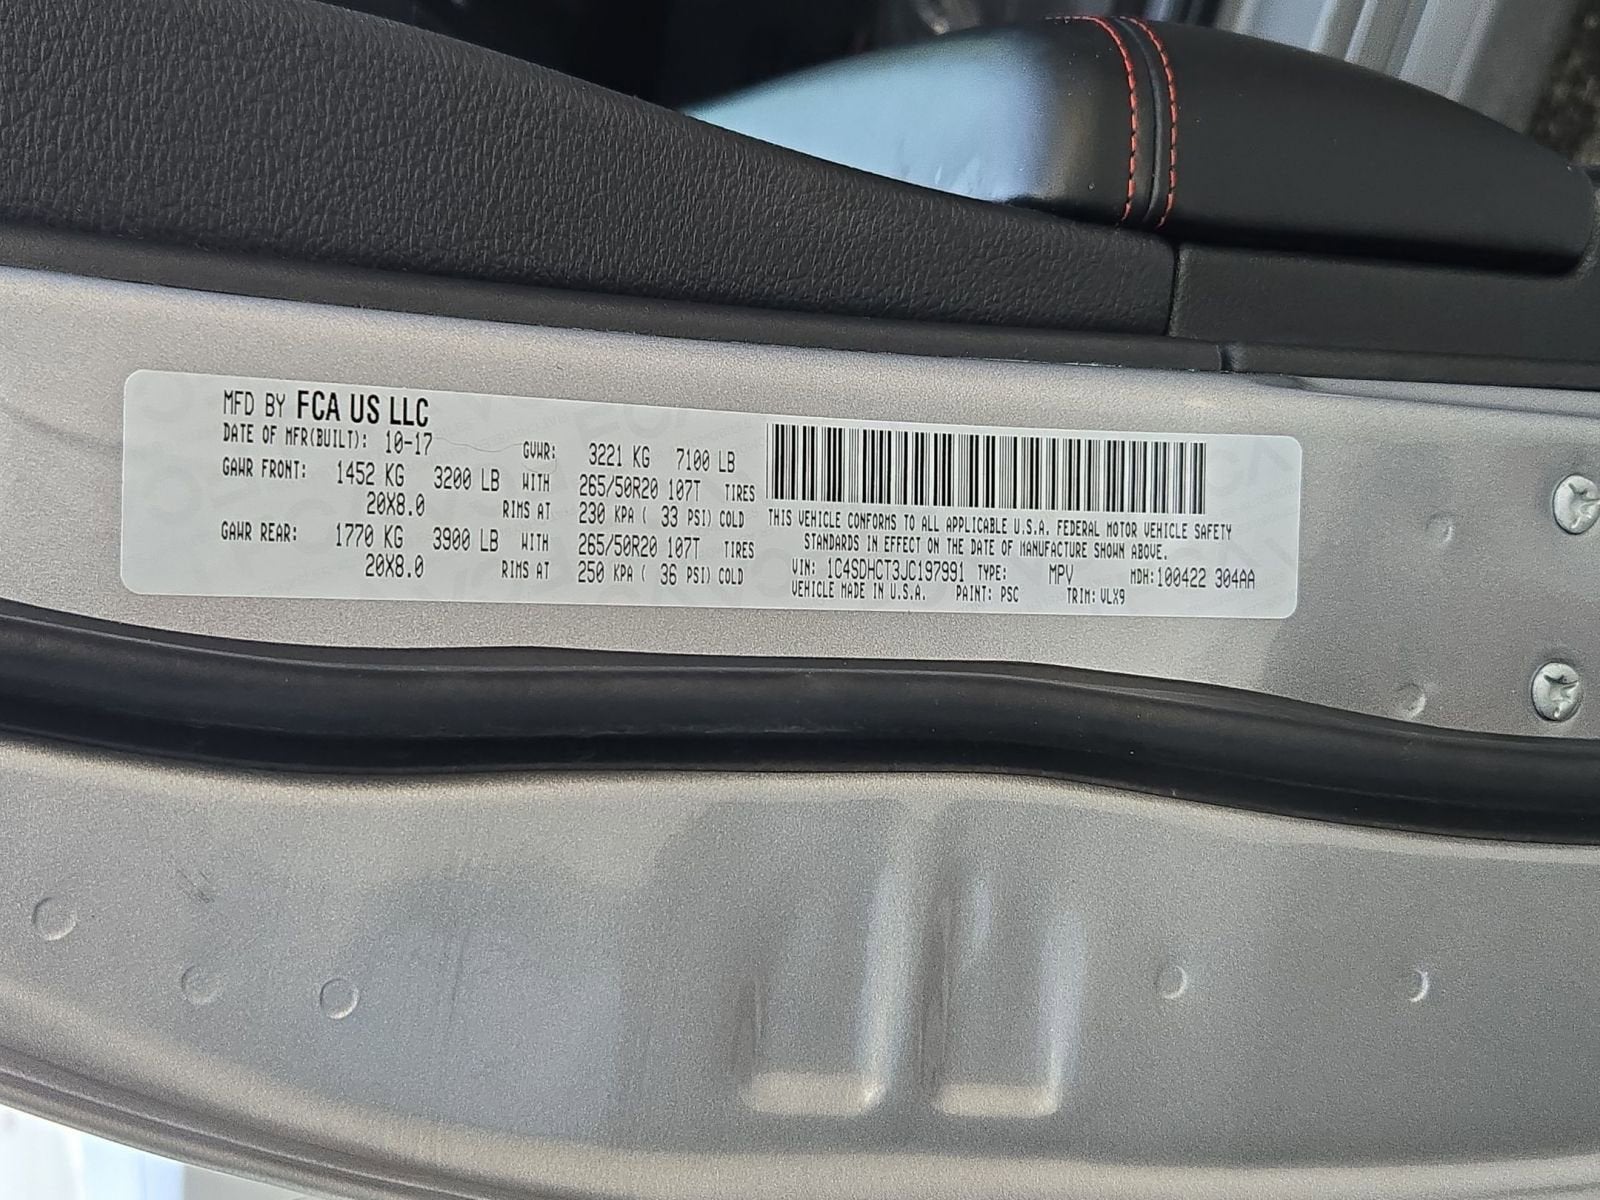 MFD BY FCA US LLC
DATE OF MFR(BUILT): 10-17 GVWR: 3221 KG 7100 LB
GAWR FRONT: 1452 KG 3200 LB WITH 265/50R20 107T TIRES
20X8.0 RIMS AT 230 KPA ( 33 PSI) COLD
GAWR REAR: 1770 KG 3900 LB WITH 265/50R20 107T TIRES
20X8.0 RIMS AT 250 KPA ( 36 PSI) COLD
THIS VEHICLE CONFORMS TO ALL APPLICABLE U.S.A. FEDERAL MOTOR VEHICLE SAFETY
STANDARDS IN EFFECT ON THE DATE OF MANUFACTURE SHOWN ABOVE.
VIN: 1C4SDHCT3JC197991 TYPE: MPV MDH:100422 304AA
VEHICLE MADE IN U.S.A. PAINT: PSC TRIM: VLX9